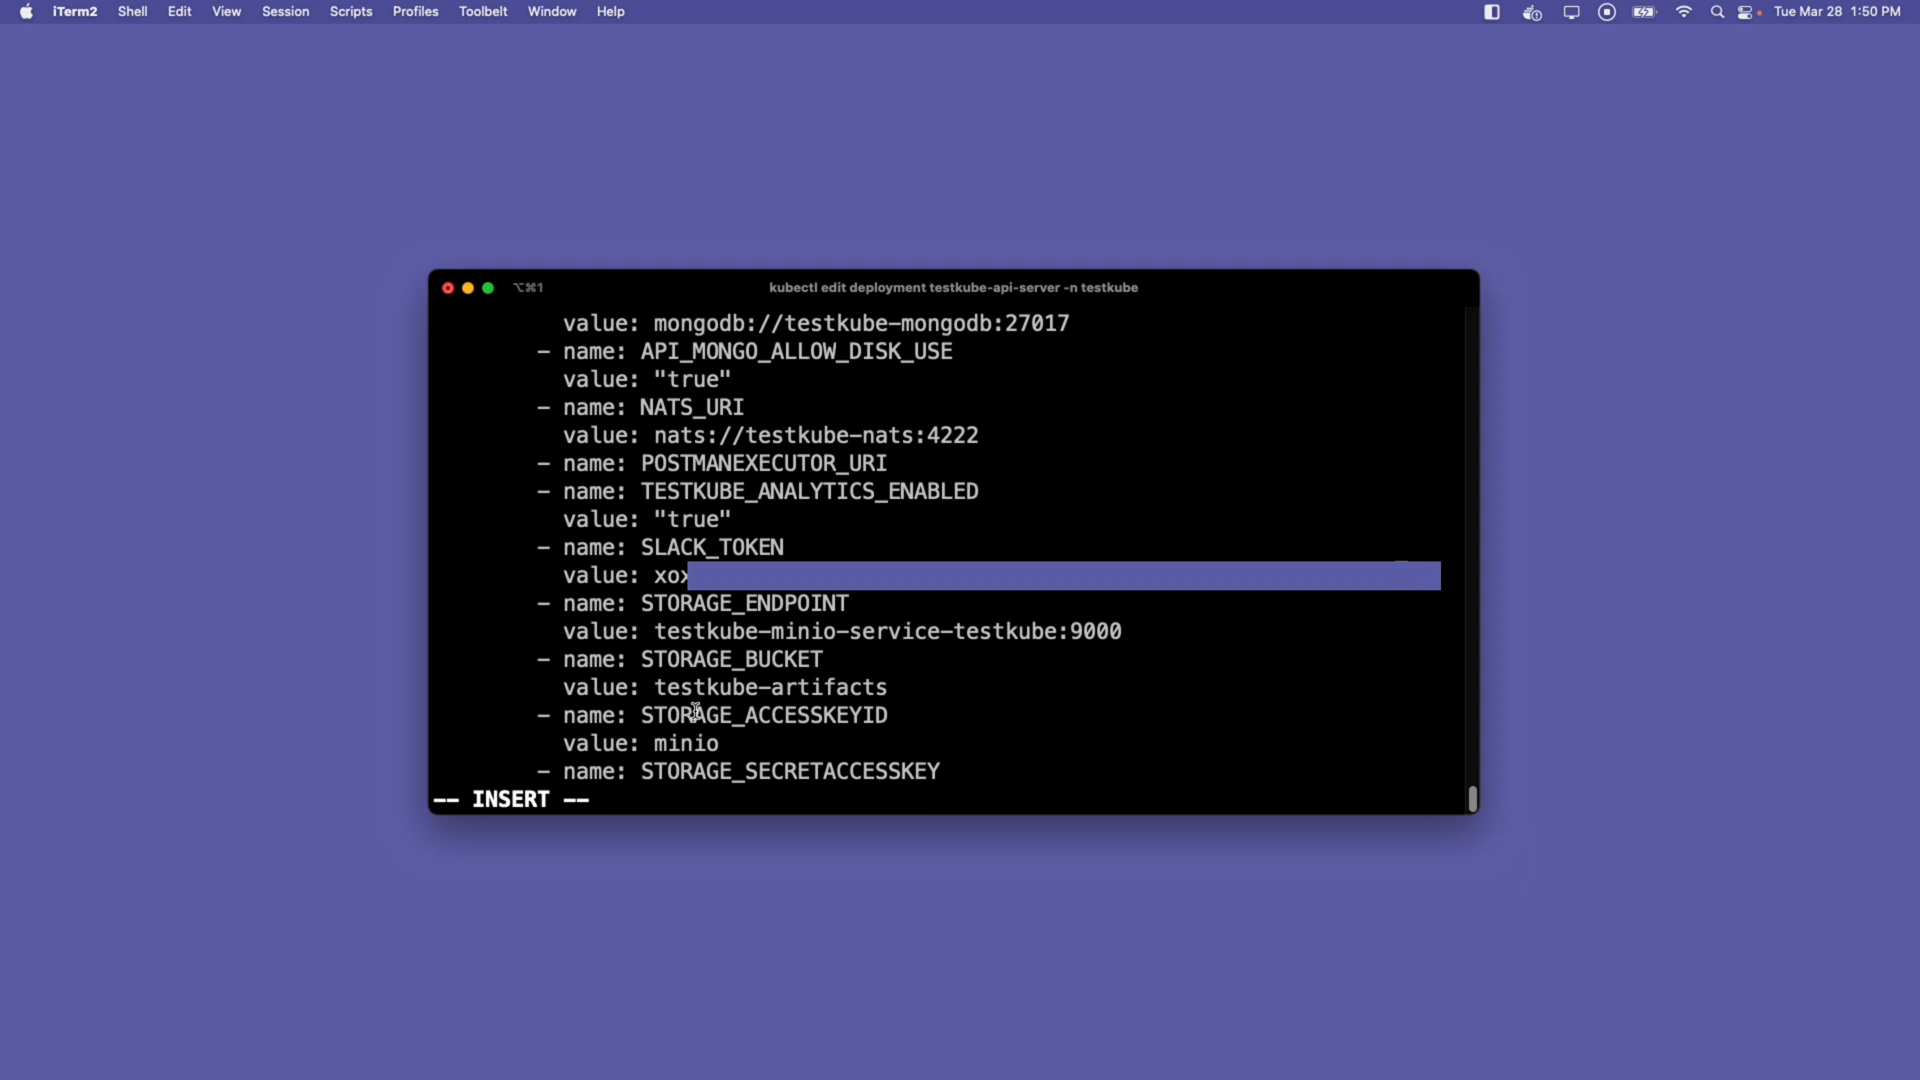 iTerm2 Shell Edit View Session Scripts Profiles Toolbelt Window Help Tue Mar 28 1:50 PM
⌥⌘1 kubectl edit deployment testkube-api-server -n testkube
value: mongodb://testkube-mongodb:27017
- name: API_MONGO_ALLOW_DISK_USE
value: "true"
- name: NATS_URI
value: nats://testkube-nats:4222
- name: POSTMANEXECUTOR_URI
- name: TESTKUBE_ANALYTICS_ENABLED
value: "true"
- name: SLACK_TOKEN
value: xox
- name: STORAGE_ENDPOINT
value: testkube-minio-service-testkube:9000
- name: STORAGE_BUCKET
value: testkube-artifacts
- name: STORAGE_ACCESSKEYID
value: minio
- name: STORAGE_SECRETACCESSKEY
-- INSERT --